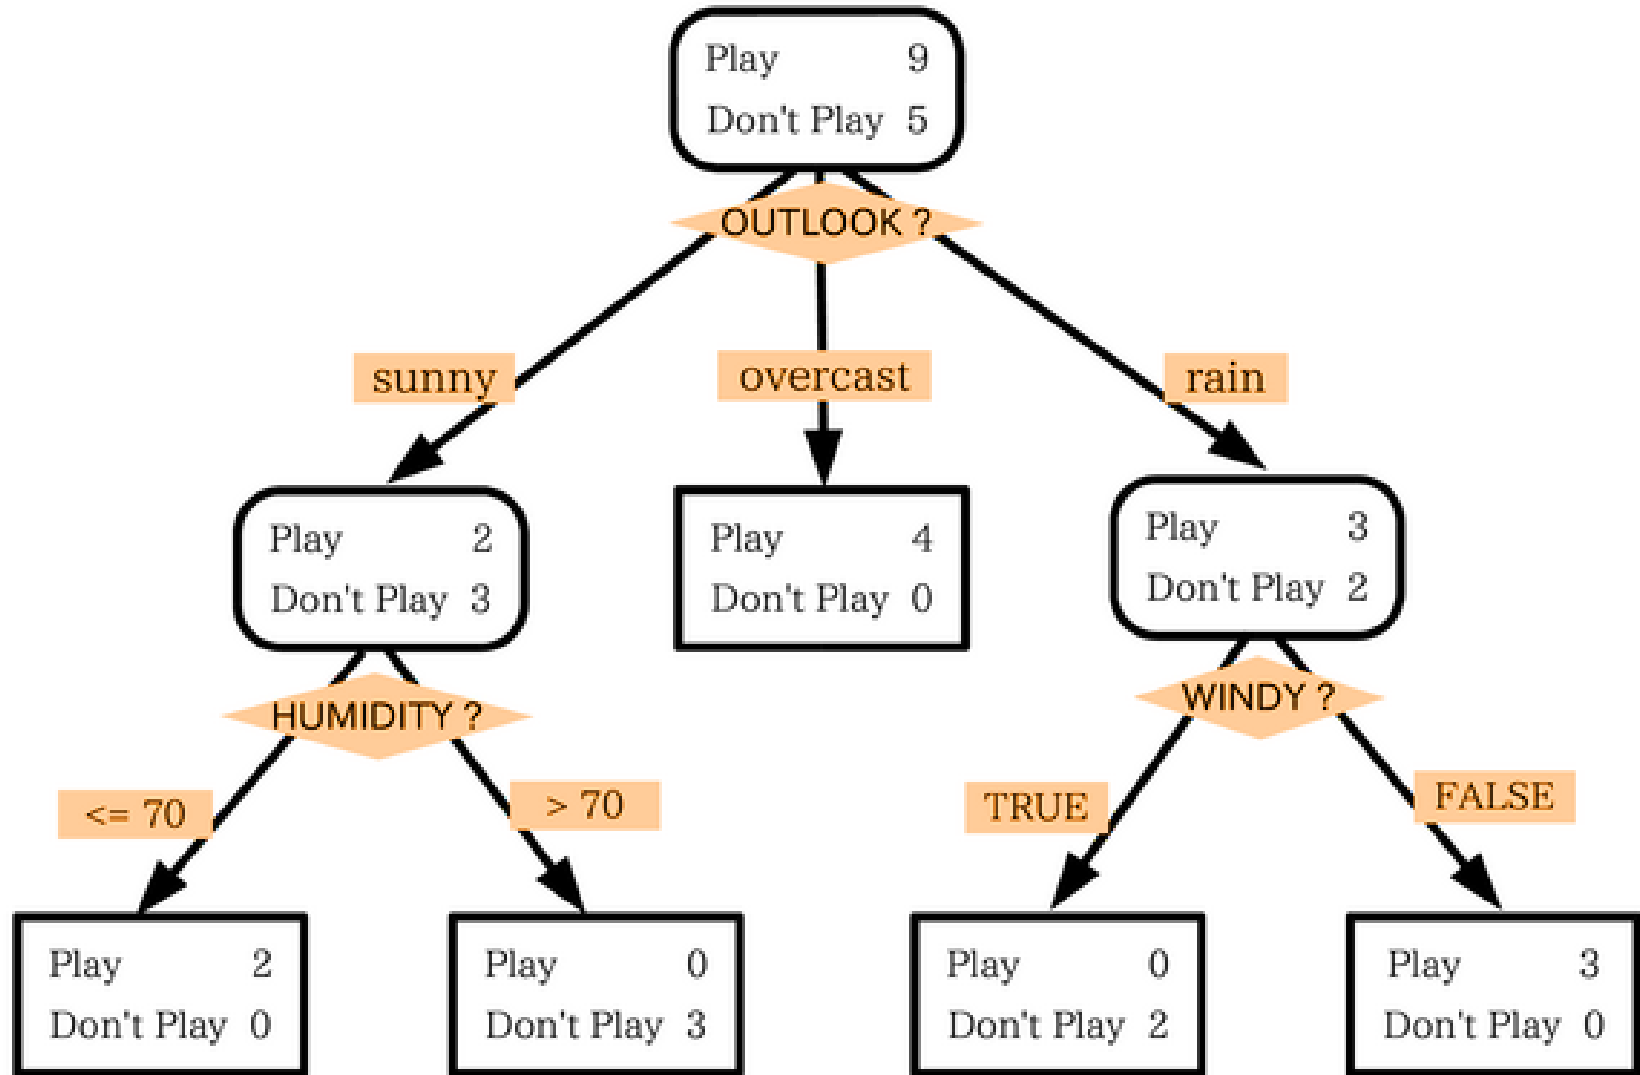 Play 9
Don't Play 5
OUTLOOK ?
sunny
overcast
rain
Play 2
Don't Play 3
Play 4
Don't Play 0
Play 3
Don't Play 2
HUMIDITY ?
WINDY ?
<= 70
> 70
TRUE
FALSE
Play 2
Don't Play 0
Play 0
Don't Play 3
Play 0
Don't Play 2
Play 3
Don't Play 0